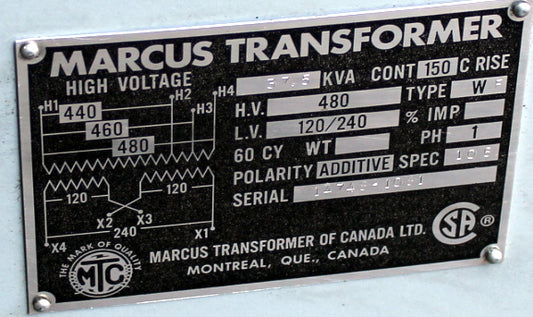 MARCUS TRANSFORMER
HIGH VOLTAGE
H1 H2 H3 H4
440
460
480
120 120
X2 X3
240
X4 X1
37.5 KVA CONT 150 C RISE
H.V. 480 TYPE W
L.V. 120/240 % IMP
60 CY WT PH 1
POLARITY ADDITIVE SPEC 106
SERIAL
MARCUS TRANSFORMER OF CANADA LTD.
MONTREAL, QUE., CANADA
THE MARK OF QUALITY
MTC
SA ®